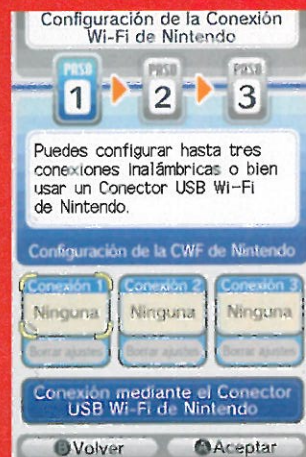 Configuración de la Conexión
Wi-Fi de Nintendo
PASO 1
PASO 2
PASO 3
Puedes configurar hasta tres
conexiones inalámbricas o bien
usar un Conector USB Wi-Fi
de Nintendo.
Configuración de la CWF de Nintendo
Conexión 1 Conexión 2 Conexión 3
Ninguna Ninguna Ninguna
Borrar ajustes Borrar ajustes Borrar ajustes
Conexión mediante el Conector
USB Wi-Fi de Nintendo
B Volver A Aceptar